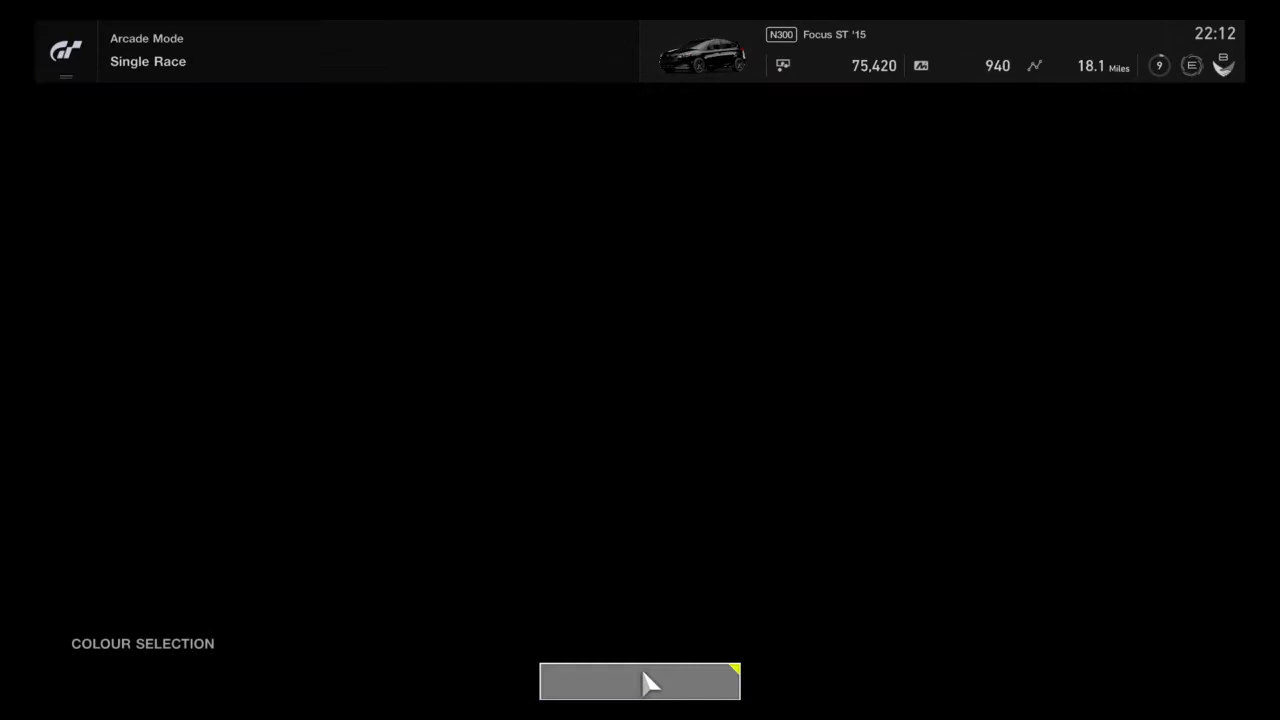 Arcade Mode
Single Race
N300 Focus ST '15
22:12
75,420
940
18.1 Miles
9
E
B
COLOUR SELECTION